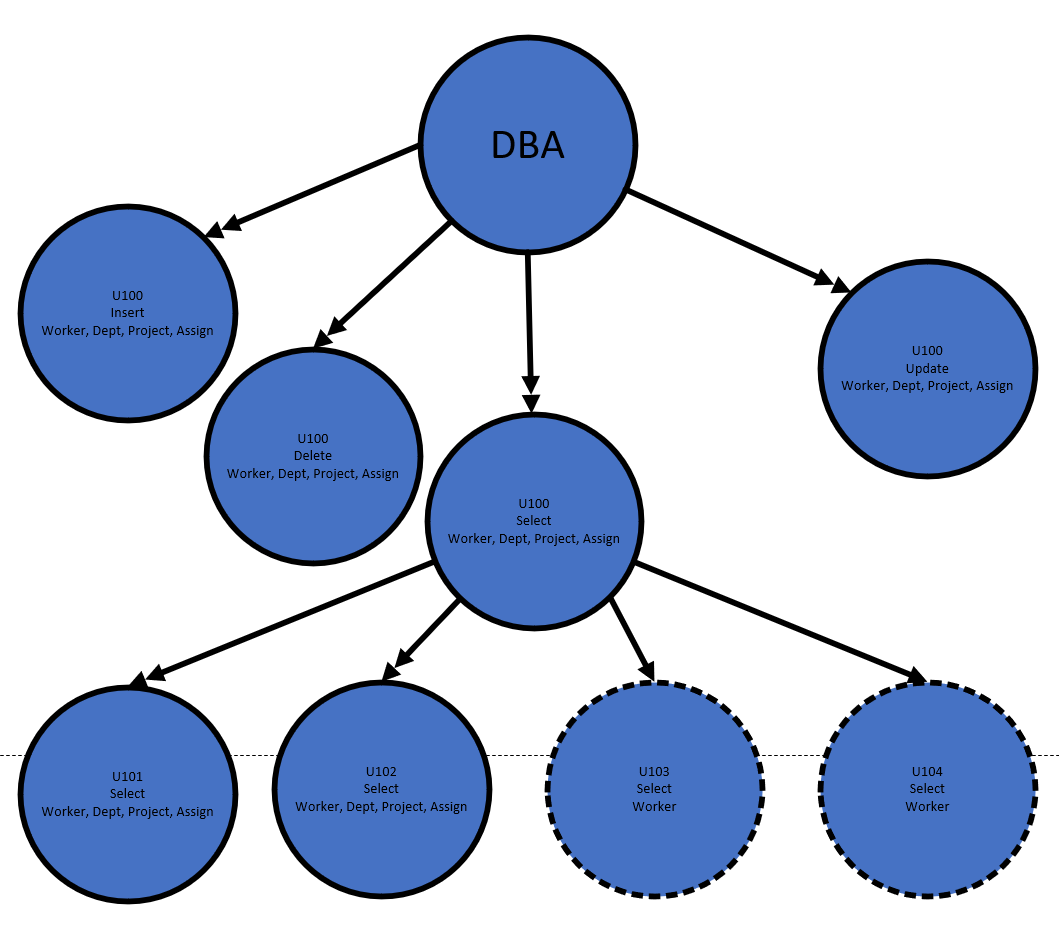 DBA
U100
Insert
Worker, Dept, Project, Assign
U100
Delete
Worker, Dept, Project, Assign
U100
Select
Worker, Dept, Project, Assign
U100
Update
Worker, Dept, Project, Assign
U101
Select
Worker, Dept, Project, Assign
U102
Select
Worker, Dept, Project, Assign
U103
Select
Worker
U104
Select
Worker